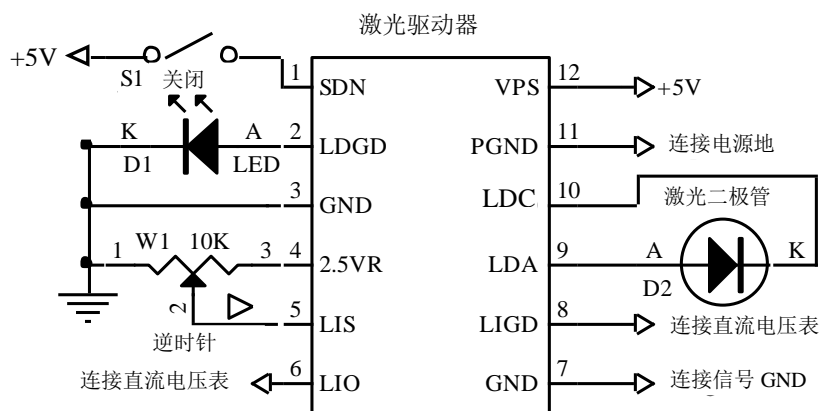 激光驱动器
+5V
S1
关闭
1
SDN
VPS
12
+5V
K
A
2
LDGD
PGND
11
连接电源地
D1
LED
3
GND
LDC
10
激光二极管
1
W1
10K
3
4
2.5VR
LDA
9
A
K
D2
2
5
LIS
LIGD
8
连接直流电压表
逆时针
连接直流电压表
6
LIO
GND
7
连接信号 GND